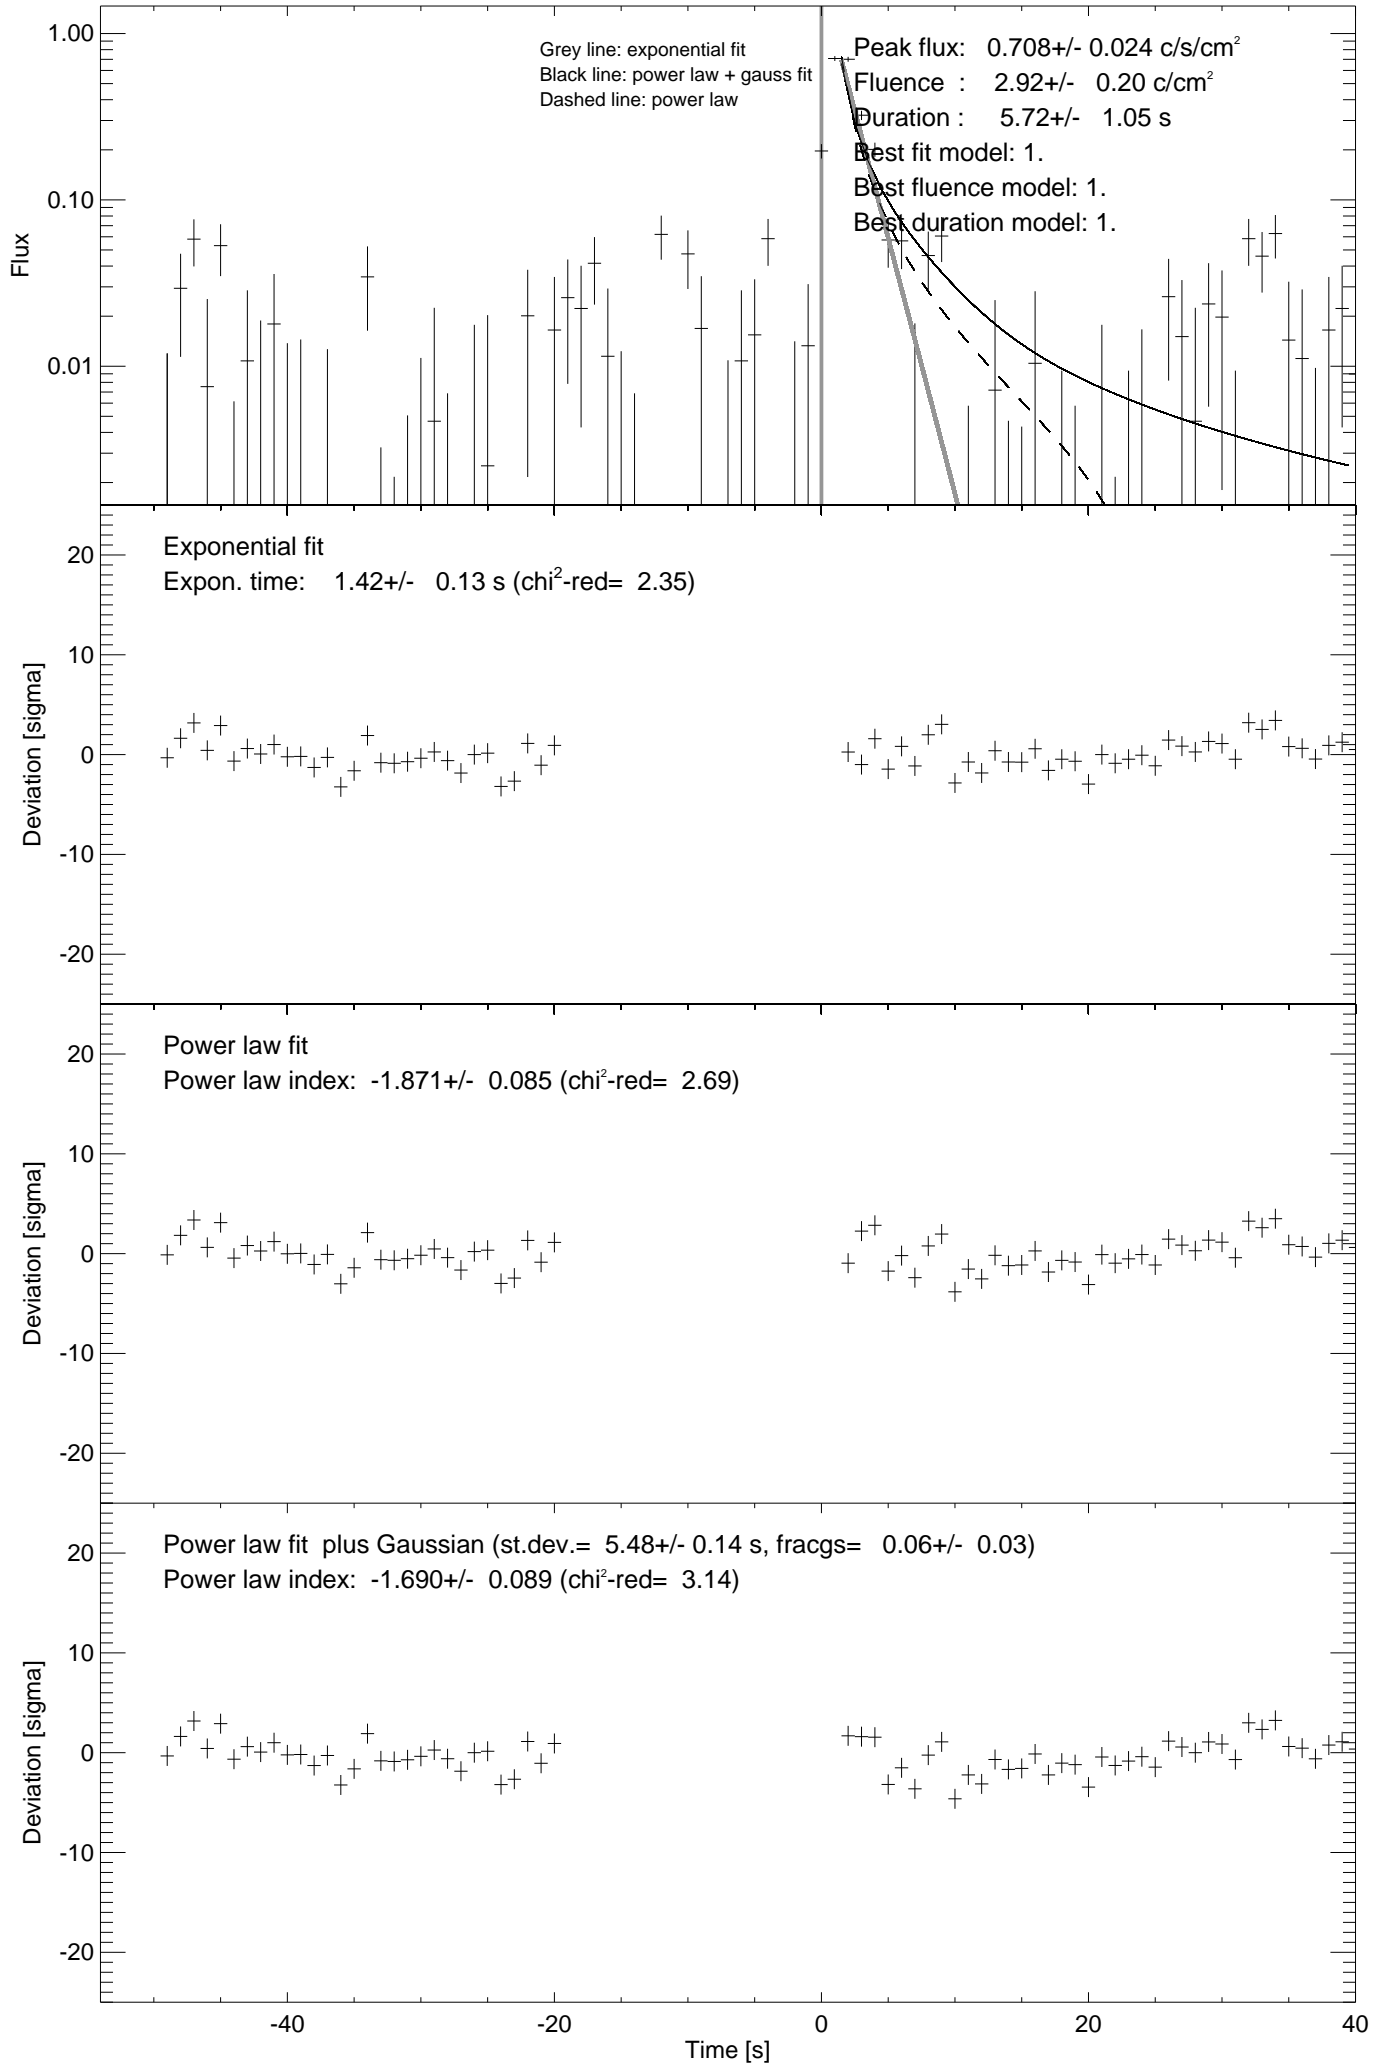 1.00
0.10
0.01
Flux
Grey line: exponential fit
Black line: power law + gauss fit
Dashed line: power law
Peak flux: 0.708+/- 0.024 c/s/cm²
Fluence : 2.92+/- 0.20 c/cm²
Duration : 5.72+/- 1.05 s
Best fit model: 1.
Best fluence model: 1.
Best duration model: 1.
20
10
0
-10
-20
Deviation [sigma]
Exponential fit
Expon. time: 1.42+/- 0.13 s (chi²-red= 2.35)
20
10
0
-10
-20
Deviation [sigma]
Power law fit
Power law index: -1.871+/- 0.085 (chi²-red= 2.69)
20
10
0
-10
-20
Deviation [sigma]
Power law fit plus Gaussian (st.dev.= 5.48+/- 0.14 s, fracgs= 0.06+/- 0.03)
Power law index: -1.690+/- 0.089 (chi²-red= 3.14)
-40 -20 0 20 40
Time [s]